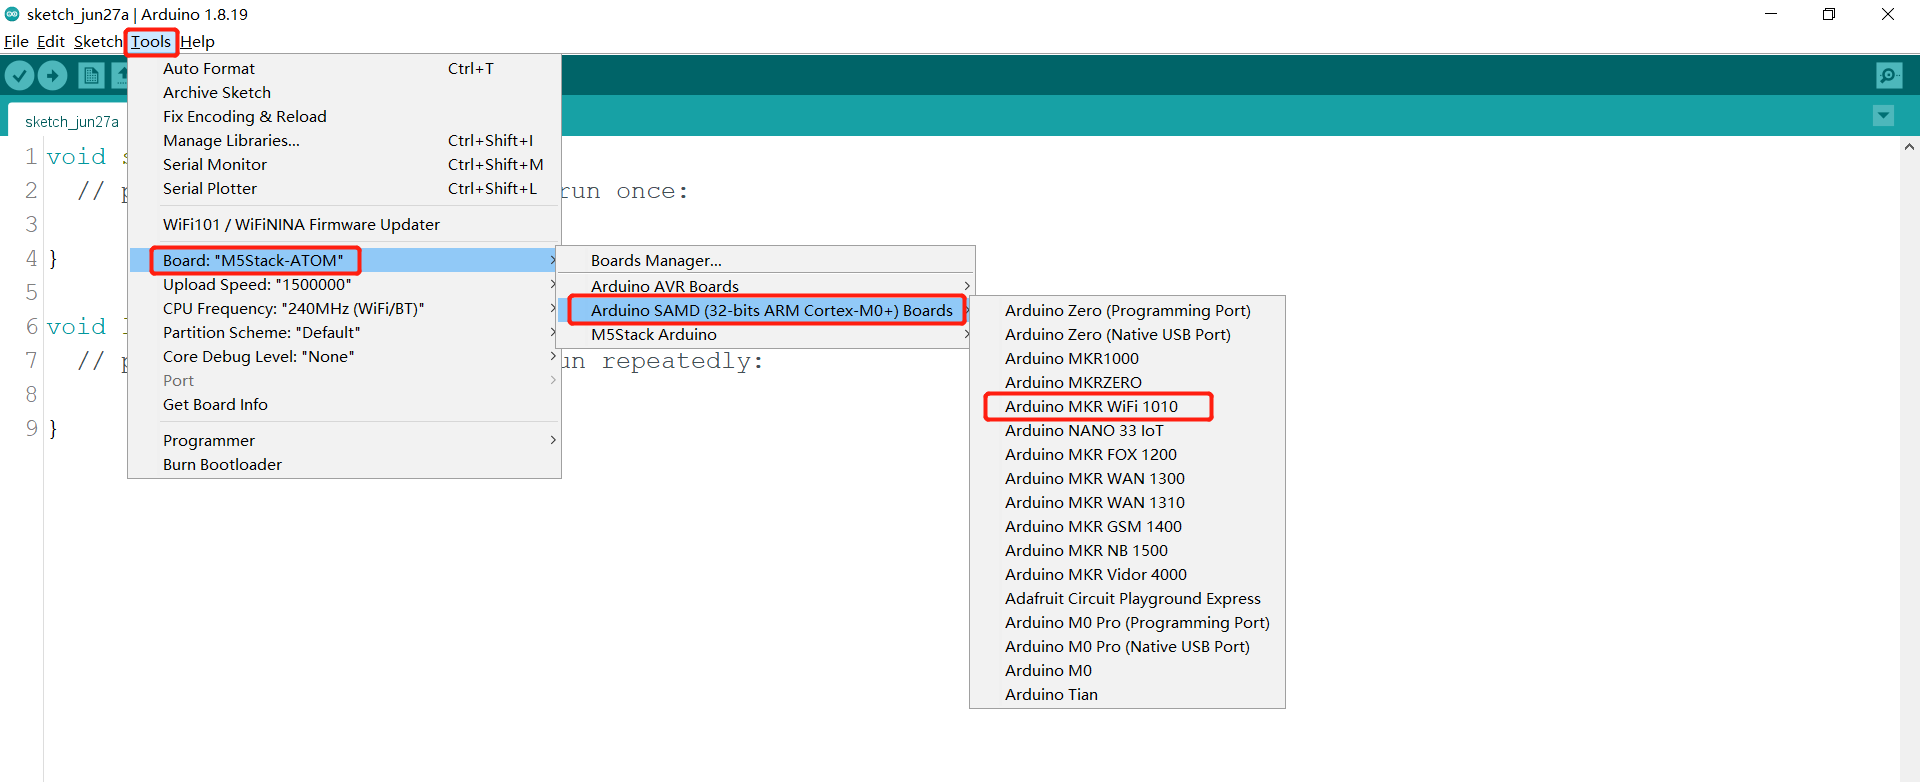 sketch_jun27a | Arduino 1.8.19
File Edit Sketch Tools Help
sketch_jun27a
Auto Format Ctrl+T
Archive Sketch
Fix Encoding & Reload
Manage Libraries... Ctrl+Shift+I
Serial Monitor Ctrl+Shift+M
Serial Plotter Ctrl+Shift+L
WiFi101 / WiFiNINA Firmware Updater
Board: "M5Stack-ATOM"
Upload Speed: "1500000"
CPU Frequency: "240MHz (WiFi/BT)"
Partition Scheme: "Default"
Core Debug Level: "None"
Port
Get Board Info
Programmer
Burn Bootloader
Boards Manager...
Arduino AVR Boards
Arduino SAMD (32-bits ARM Cortex-M0+) Boards
M5Stack Arduino
Arduino Zero (Programming Port)
Arduino Zero (Native USB Port)
Arduino MKR1000
Arduino MKRZERO
Arduino MKR WiFi 1010
Arduino NANO 33 IoT
Arduino MKR FOX 1200
Arduino MKR WAN 1300
Arduino MKR WAN 1310
Arduino MKR GSM 1400
Arduino MKR NB 1500
Arduino MKR Vidor 4000
Adafruit Circuit Playground Express
Arduino M0 Pro (Programming Port)
Arduino M0 Pro (Native USB Port)
Arduino M0
Arduino Tian
1 void s
2 // p run once:
3
4 }
5
6 void l
7 // p un repeatedly:
8
9 }